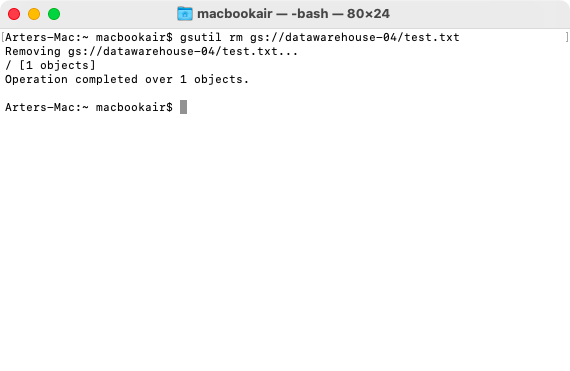 macbookair — -bash — 80×24
[Arters-Mac:~ macbookair$ gsutil rm gs://datawarehouse-04/test.txt ]
Removing gs://datawarehouse-04/test.txt...
/ [1 objects]
Operation completed over 1 objects.
Arters-Mac:~ macbookair$